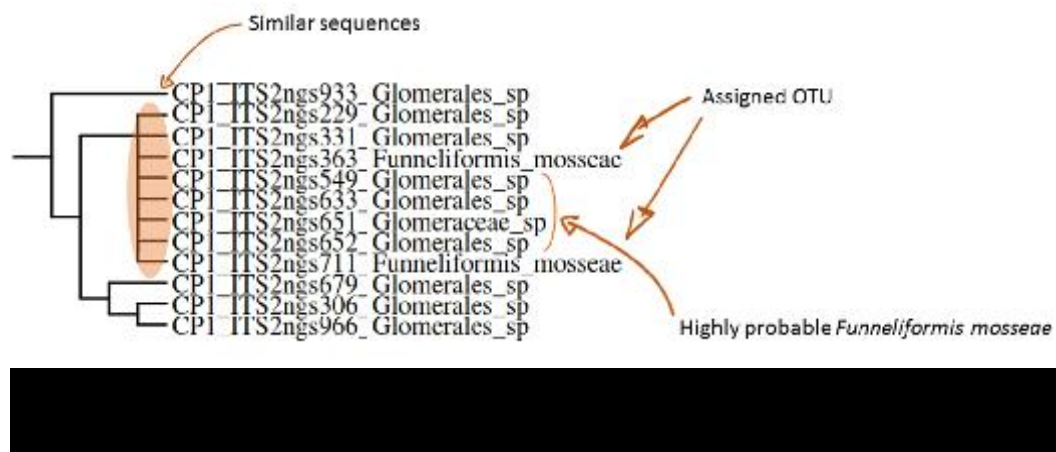 Similar sequences
CP1_ITS2ngs933_Glomerales_sp
CP1_ITS2ngs229_Glomerales_sp
CP1_ITS2ngs331_Glomerales_sp
Assigned OTU
CP1_ITS2ngs363_Funneliformis_mosseae
CP1_ITS2ngs549_Glomerales_sp
CP1_ITS2ngs633_Glomerales_sp
CP1_ITS2ngs651_Glomeraceae_sp
CP1_ITS2ngs652_Glomerales_sp
CP1_ITS2ngs711_Funneliformis_mosseae
CP1_ITS2ngs679_Glomerales_sp
CP1_ITS2ngs306_Glomerales_sp
CP1_ITS2ngs966_Glomerales_sp
Highly probable Funneliformis mosseae